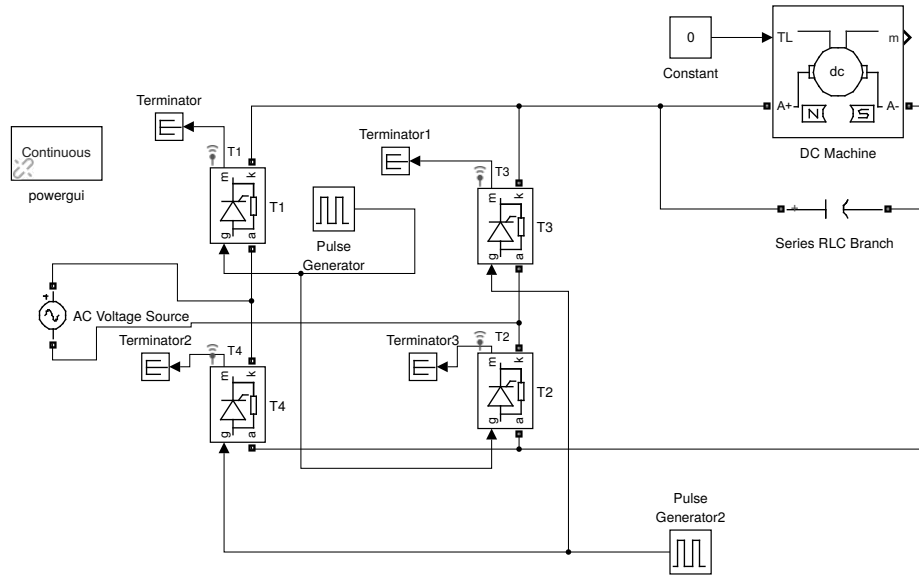 0
Constant
TL
m
dc
A+
A-
N
S
DC Machine
Terminator
T1
m
k
T1
g
a
Continuous
powergui
Pulse
Generator
Terminator1
T3
m
k
T3
g
a
+
Series RLC Branch
+
AC Voltage Source
Terminator2
T4
m
k
T4
g
a
Terminator3
T2
m
k
T2
g
a
Pulse
Generator2